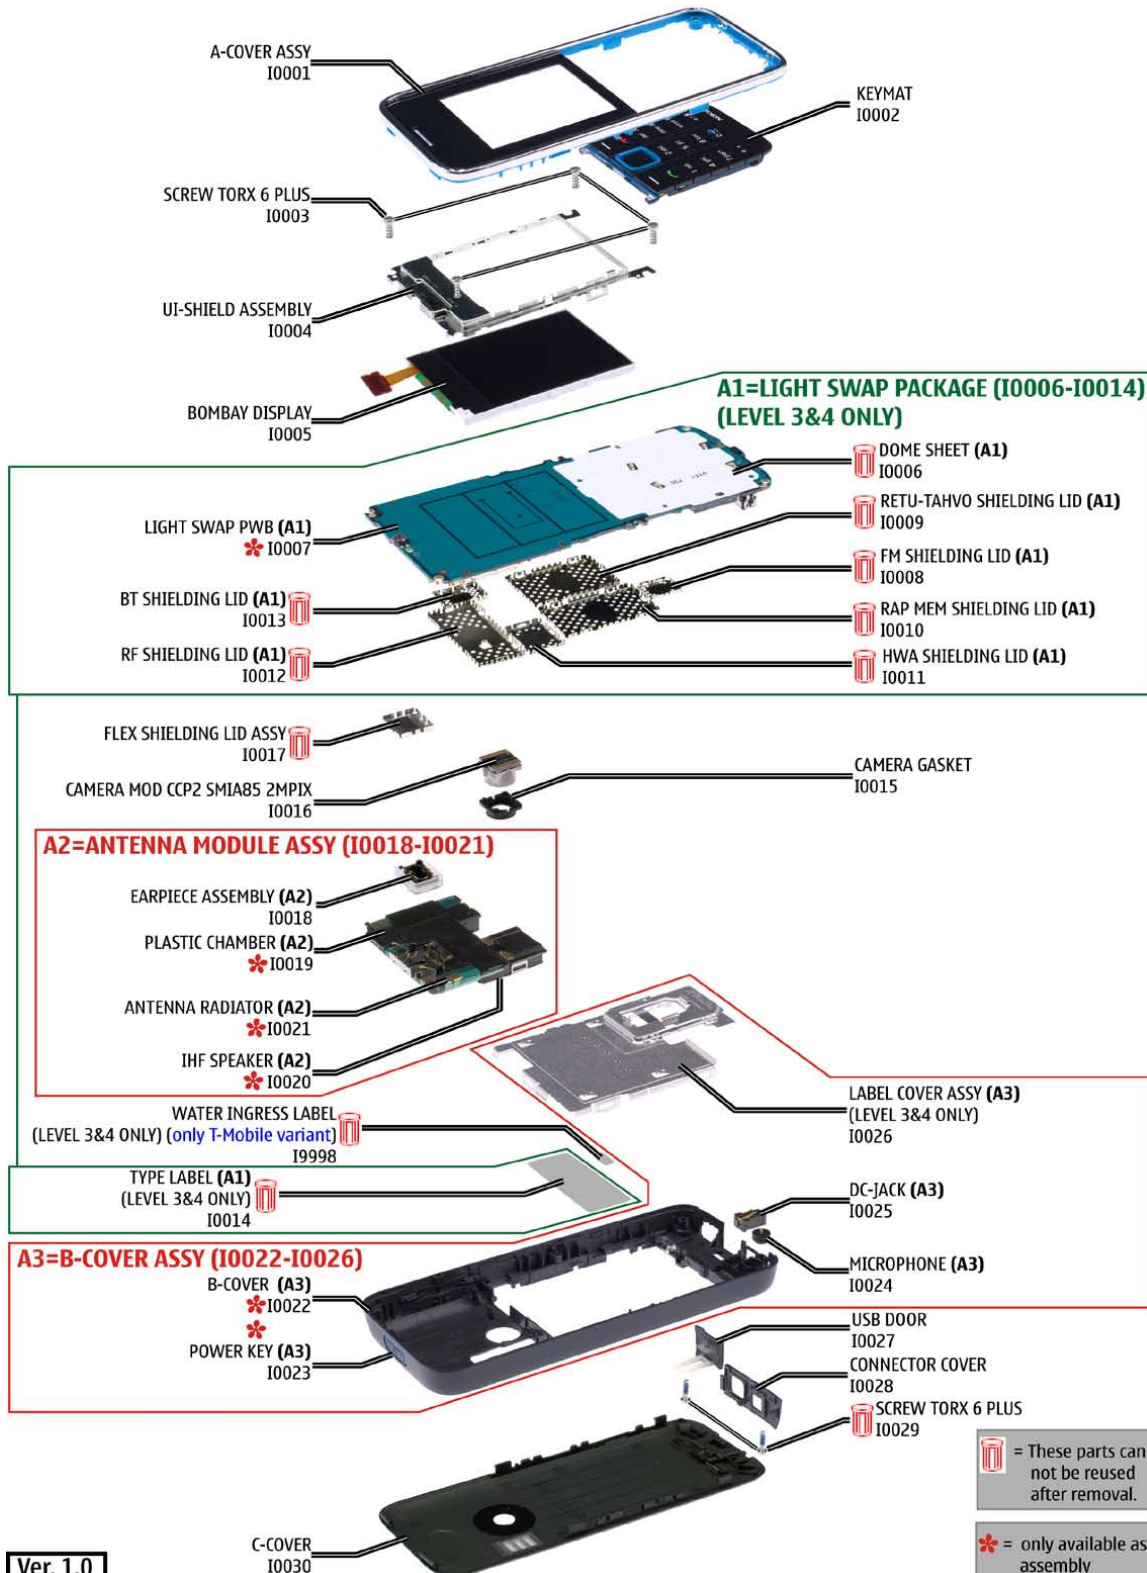 A-COVER ASSY
I0001
KEYMAT
I0002
SCREW TORX 6 PLUS
I0003
UI-SHIELD ASSEMBLY
I0004
BOMBAY DISPLAY
I0005
A1=LIGHT SWAP PACKAGE (I0006-I0014)
(LEVEL 3&4 ONLY)
DOME SHEET (A1)
I0006
RETU-TAHVO SHIELDING LID (A1)
I0009
LIGHT SWAP PWB (A1)
I0007
FM SHIELDING LID (A1)
I0008
BT SHIELDING LID (A1)
I0013
RAP MEM SHIELDING LID (A1)
I0010
RF SHIELDING LID (A1)
I0012
HWA SHIELDING LID (A1)
I0011
FLEX SHIELDING LID ASSY
I0017
CAMERA MOD CCP2 SMIA85 2MPIX
I0016
CAMERA GASKET
I0015
A2=ANTENNA MODULE ASSY (I0018-I0021)
EARPIECE ASSEMBLY (A2)
I0018
PLASTIC CHAMBER (A2)
I0019
ANTENNA RADIATOR (A2)
I0021
IHF SPEAKER (A2)
I0020
WATER INGRESS LABEL
(LEVEL 3&4 ONLY) (only T-Mobile variant)
I9998
LABEL COVER ASSY (A3)
(LEVEL 3&4 ONLY)
I0026
TYPE LABEL (A1)
(LEVEL 3&4 ONLY)
I0014
DC-JACK (A3)
I0025
A3=B-COVER ASSY (I0022-I0026)
B-COVER (A3)
I0022
MICROPHONE (A3)
I0024
POWER KEY (A3)
I0023
USB DOOR
I0027
CONNECTOR COVER
I0028
SCREW TORX 6 PLUS
I0029
= These parts can
not be reused
after removal.
C-COVER
I0030
= only available as
assembly
Ver. 1.0